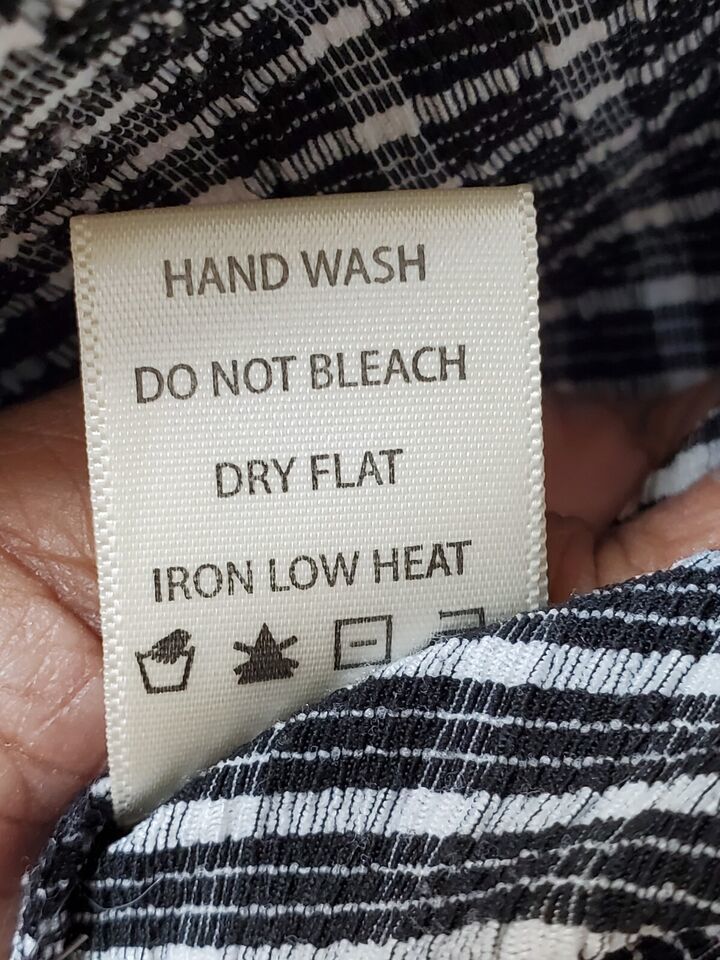 HAND WASH
DO NOT BLEACH
DRY FLAT
IRON LOW HEAT